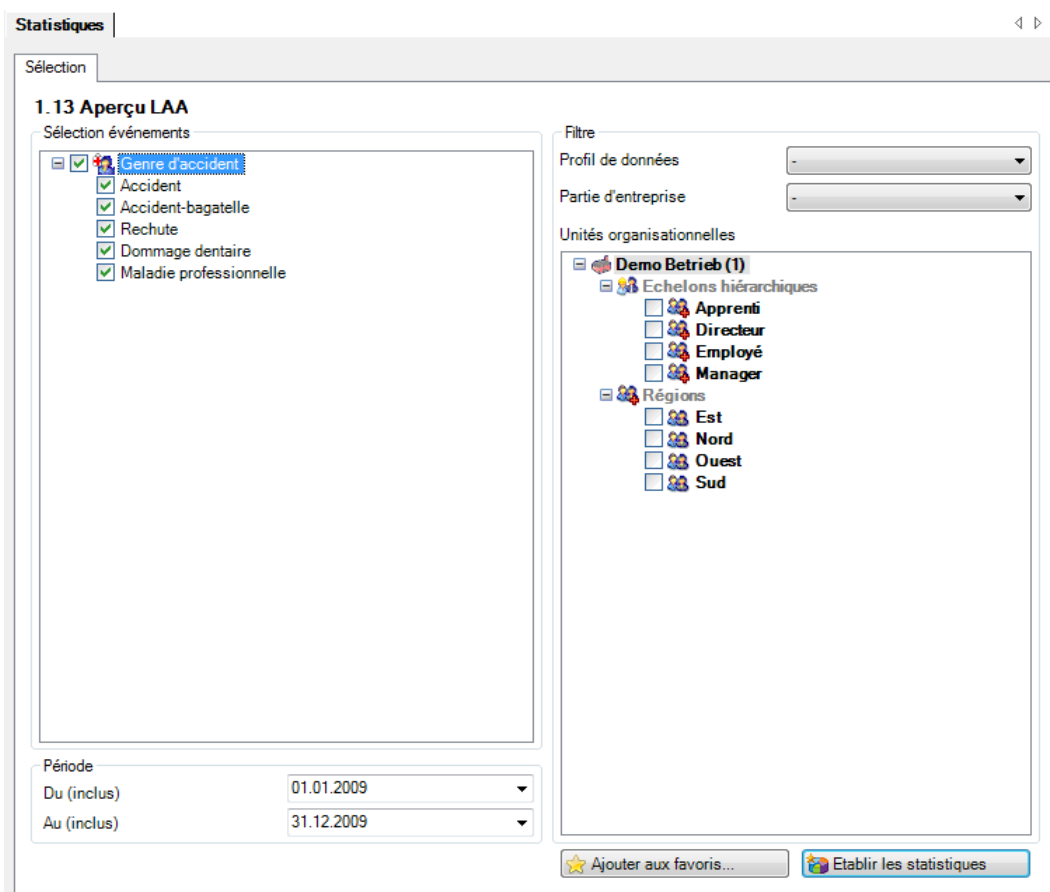 Statistiques
Sélection
1.13 Aperçu LAA
Sélection événements
Genre d'accident
Accident
Accident-bagatelle
Rechute
Dommage dentaire
Maladie professionnelle
Période
Du (inclus) 01.01.2009
Au (inclus) 31.12.2009
Filtre
Profil de données -
Partie d'entreprise -
Unités organisationnelles
Demo Betrieb (1)
Echelons hiérarchiques
Apprenti
Directeur
Employé
Manager
Régions
Est
Nord
Ouest
Sud
Ajouter aux favoris... Etablir les statistiques